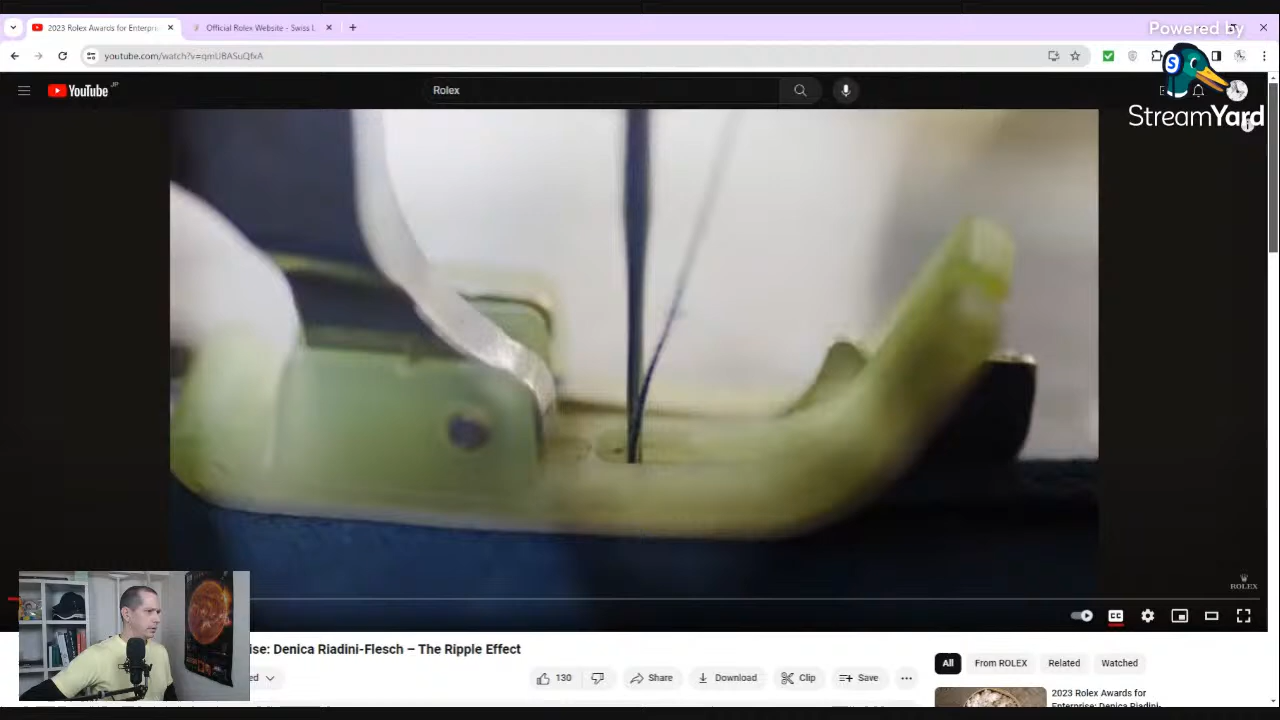 2023 Rolex Awards for Enterpris
Official Rolex Website - Swiss l
Powered by
youtube.com/watch?v=qmUBASuQfxA
YouTube JP
Rolex
StreamYard
ROLEX
CC
ise: Denica Riadini-Flesch – The Ripple Effect
ed
130
Share
Download
Clip
Save
All
From ROLEX
Related
Watched
2023 Rolex Awards for
Enterprise: Denica Riadini-